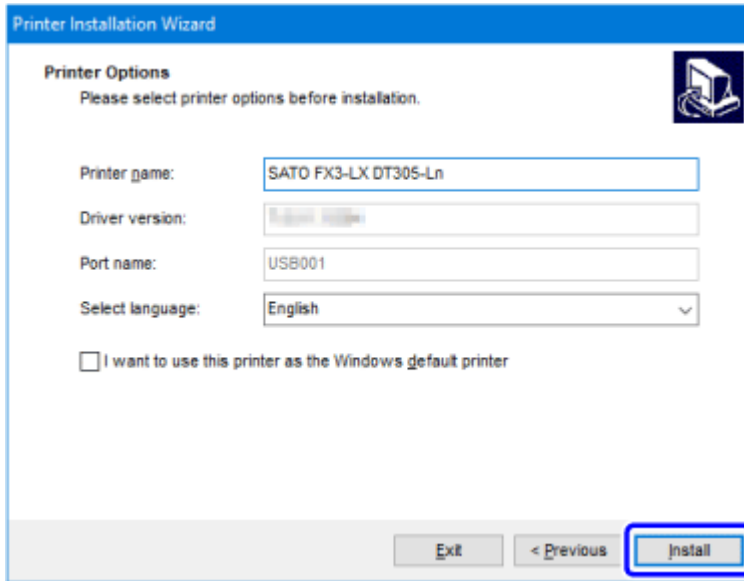 Printer Installation Wizard
Printer Options
Please select printer options before installation.
Printer name: SATO FX3-LX DT305-Ln
Driver version:
Port name: USB001
Select language: English
I want to use this printer as the Windows default printer
Exit < Previous Install